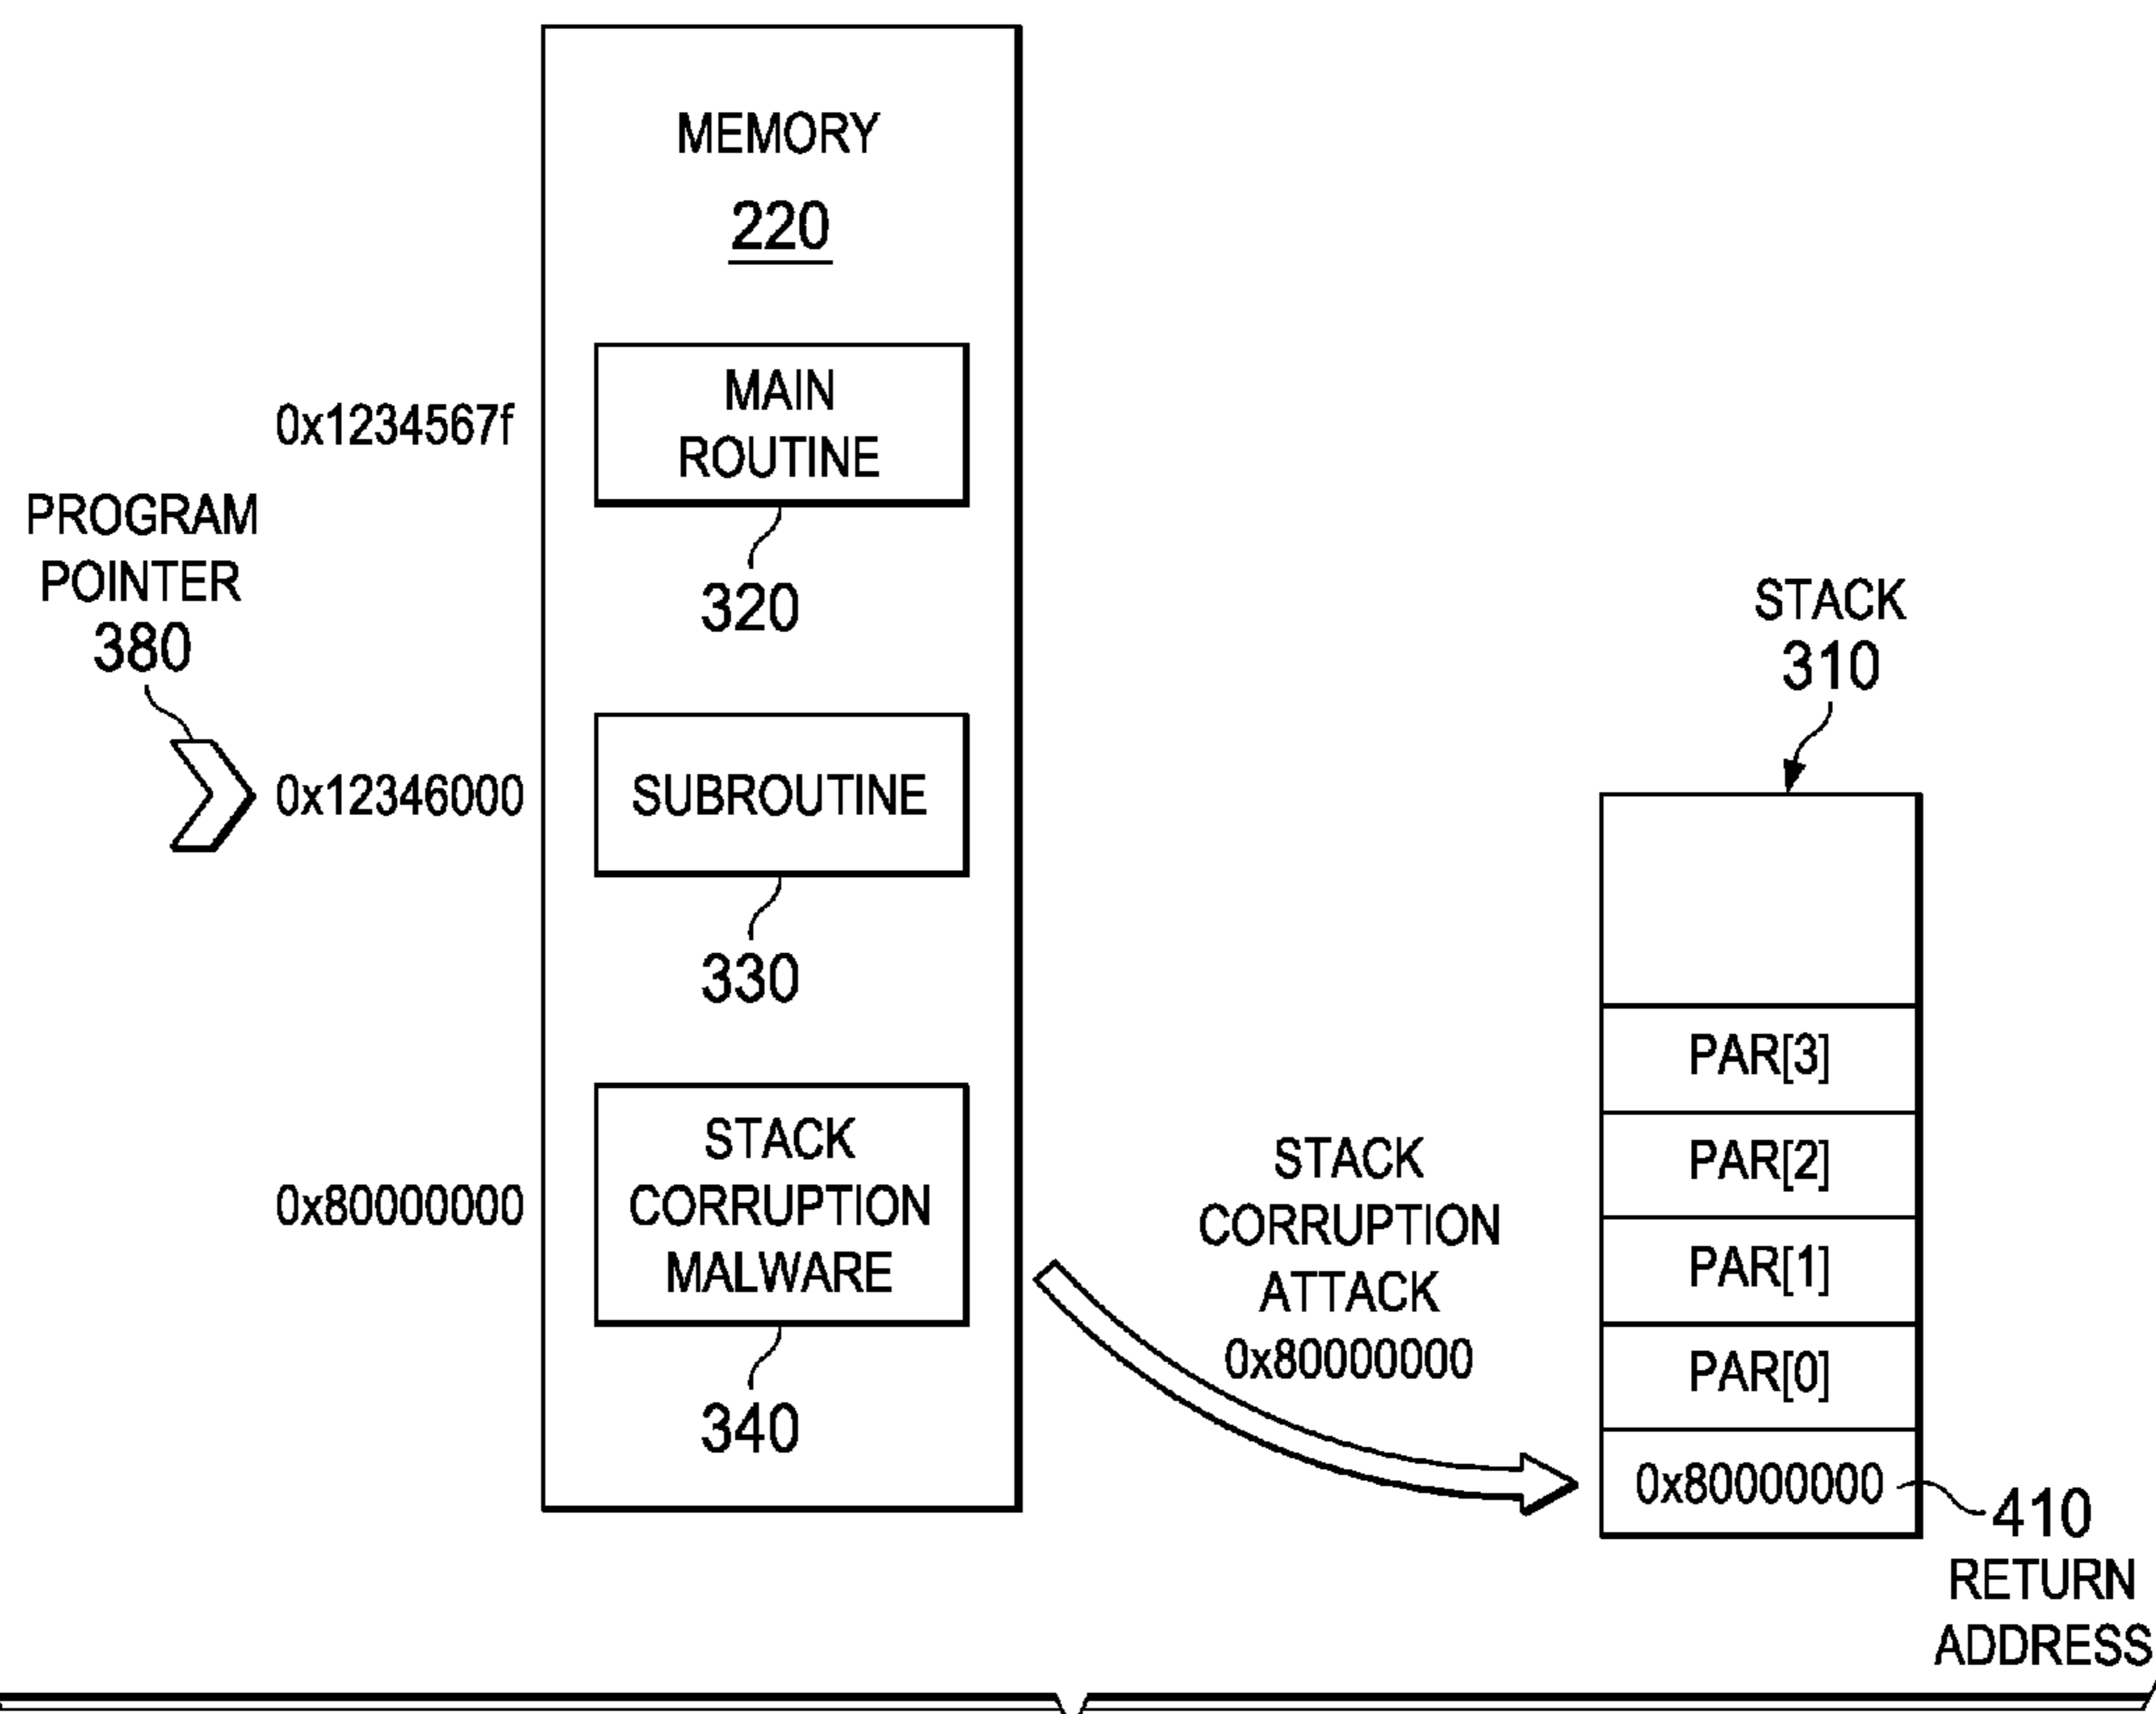 MEMORY
220
0x1234567f
MAIN
ROUTINE
320
PROGRAM
POINTER
380
0x12346000
SUBROUTINE
330
0x80000000
STACK
CORRUPTION
MALWARE
340
STACK
CORRUPTION
ATTACK
0x80000000
STACK
310
PAR[3]
PAR[2]
PAR[1]
PAR[0]
0x80000000
410
RETURN
ADDRESS